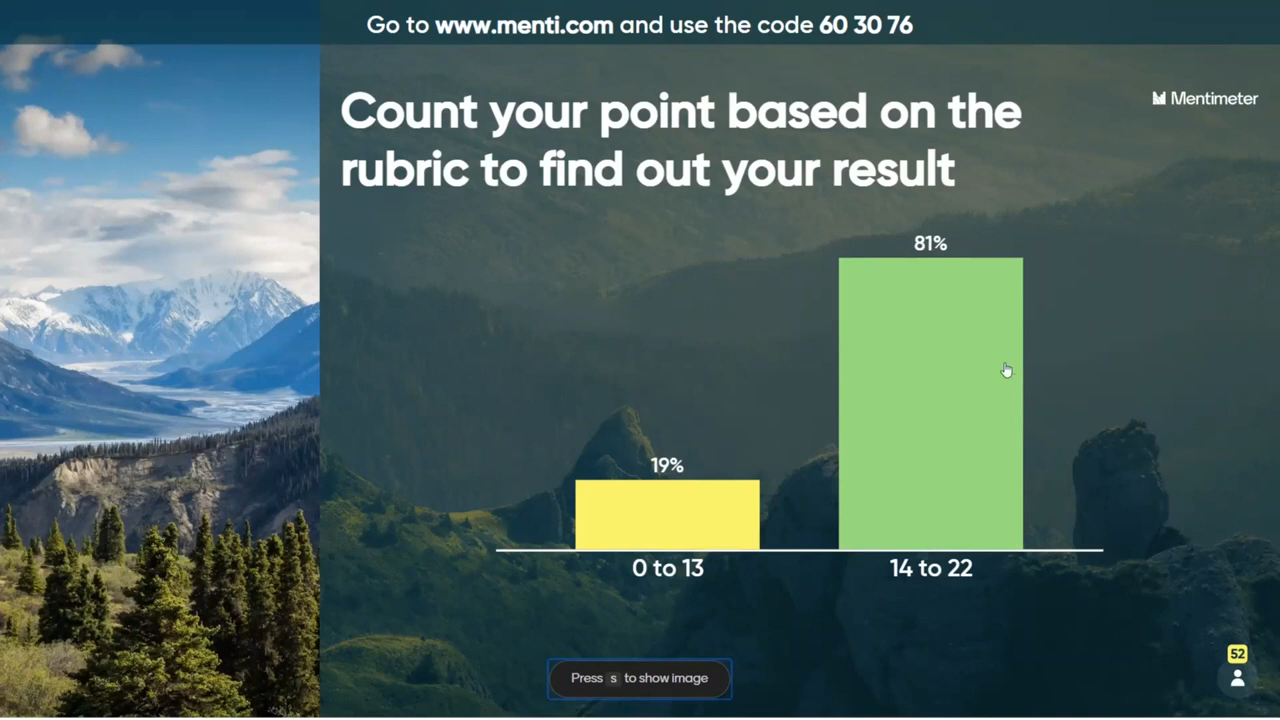 Go to www.menti.com and use the code 60 30 76
Count your point based on the
rubric to find out your result
Mentimeter
81%
19%
0 to 13
14 to 22
Press s to show image
52